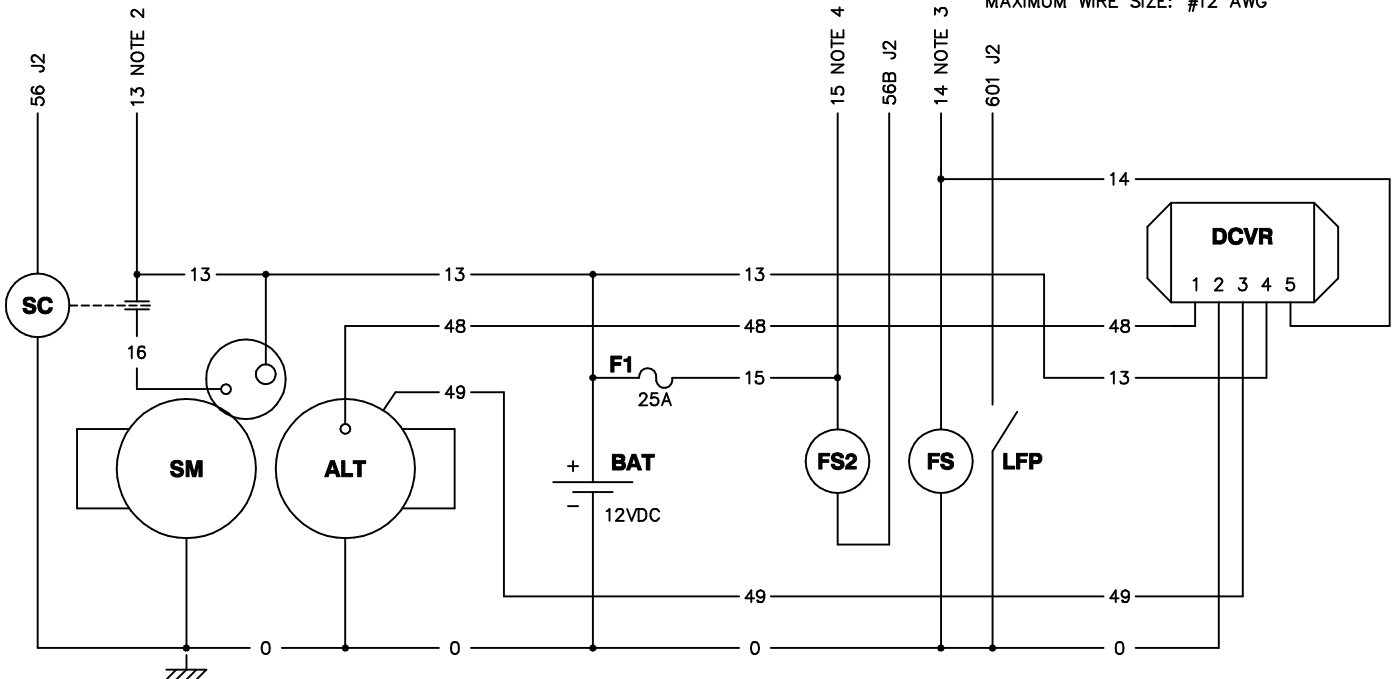 MAXIMUM WIRE SIZE: #12 AWG
56 J2
13 NOTE 2
15 NOTE 4
56B J2
14 NOTE 3
601 J2
14
DCVR
1 2 3 4 5
13
13
13
SC
48
48
48
16
F1
15
13
25A
49
SM
ALT
+
BAT
FS2
FS
LFP
−
12VDC
49
49
0
0
0
0